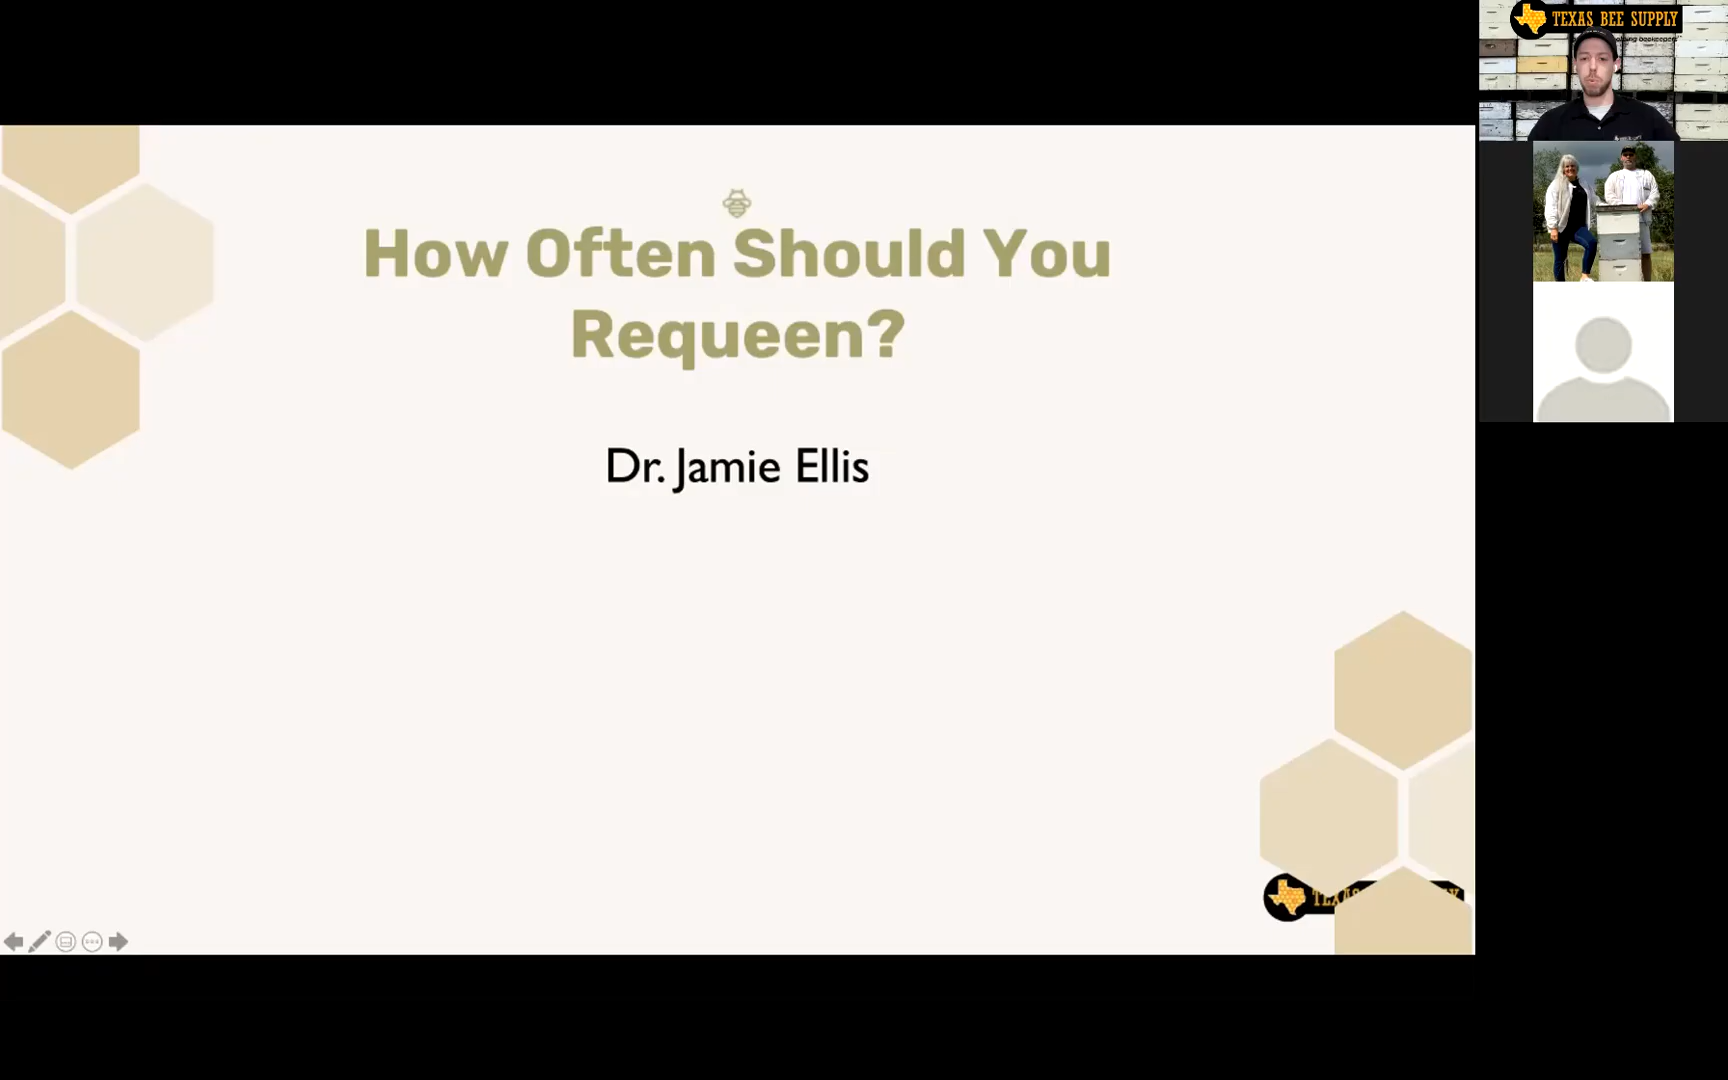 How Often Should You
Requeen?
Dr. Jamie Ellis
TEXAS BEE SUPPLY